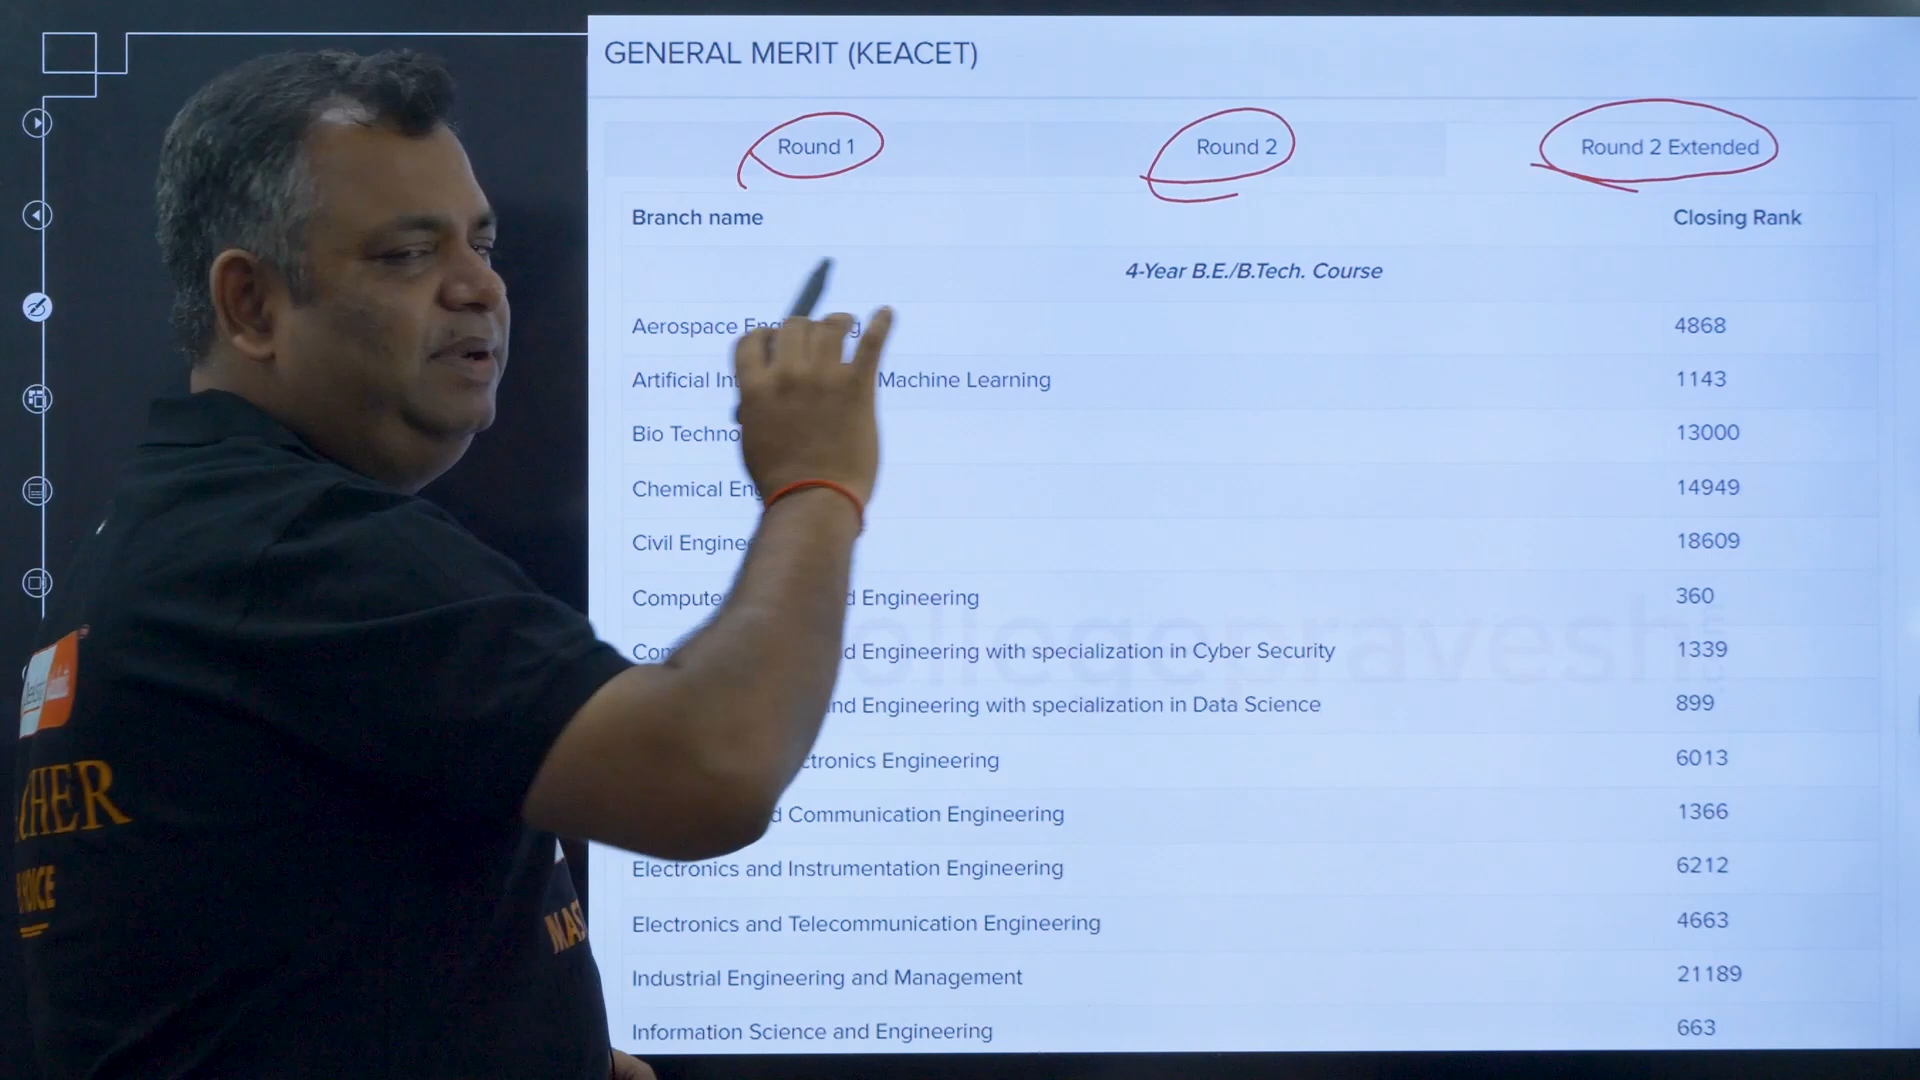 GENERAL MERIT (KEACET)
Round 1 Round 2 Round 2 Extended
Branch name Closing Rank
4-Year B.E./B.Tech. Course
Aerospace 4868
Artificial Machine Learning 1143
Bio 13000
Chemical 14949
Civil 18609
Engineering 360
Engineering with specialization in Cyber Security 1339
Engineering with specialization in Data Science 899
Engineering 6013
Communication Engineering 1366
Electronics and Instrumentation Engineering 6212
Electronics and Telecommunication Engineering 4663
Industrial Engineering and Management 21189
Information Science and Engineering 663